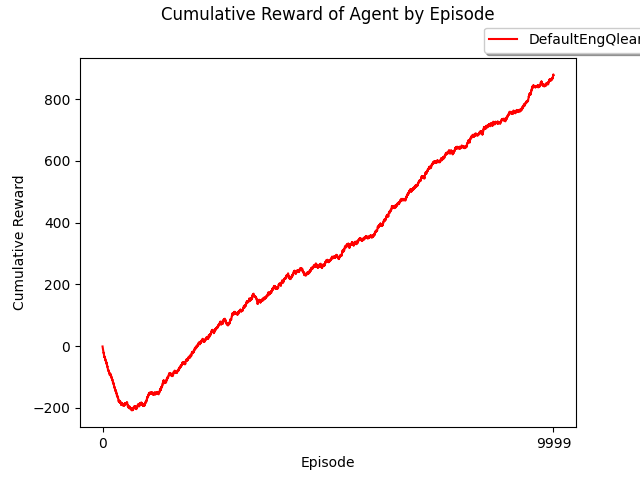 Cumulative Reward of Agent by Episode
DefaultEngQlear
800
600
400
200
0
−200
Cumulative Reward
0
9999
Episode